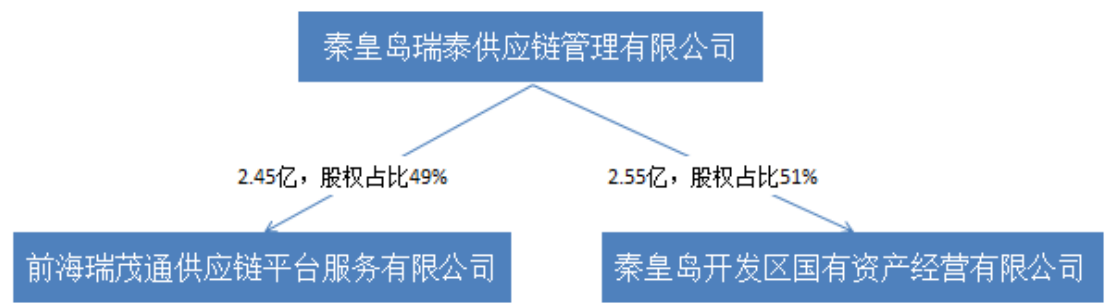 秦皇岛瑞泰供应链管理有限公司
2.45亿，股权占比49%
2.55亿，股权占比51%
前海瑞茂通供应链平台服务有限公司
秦皇岛开发区国有资产经营有限公司